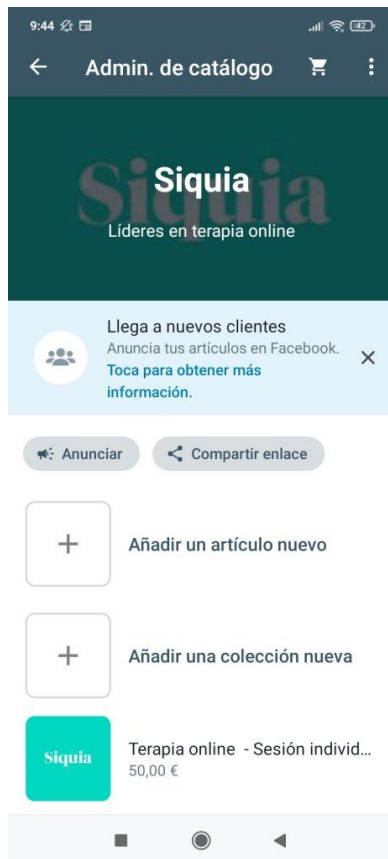 9:44
42
Admin. de catálogo
Siquia
Siquia
Líderes en terapia online
Llega a nuevos clientes
Anuncia tus artículos en Facebook.
Toca para obtener más
información.
Anunciar
Compartir enlace
Añadir un artículo nuevo
Añadir una colección nueva
Siquia
Terapia online - Sesión individ...
50,00 €